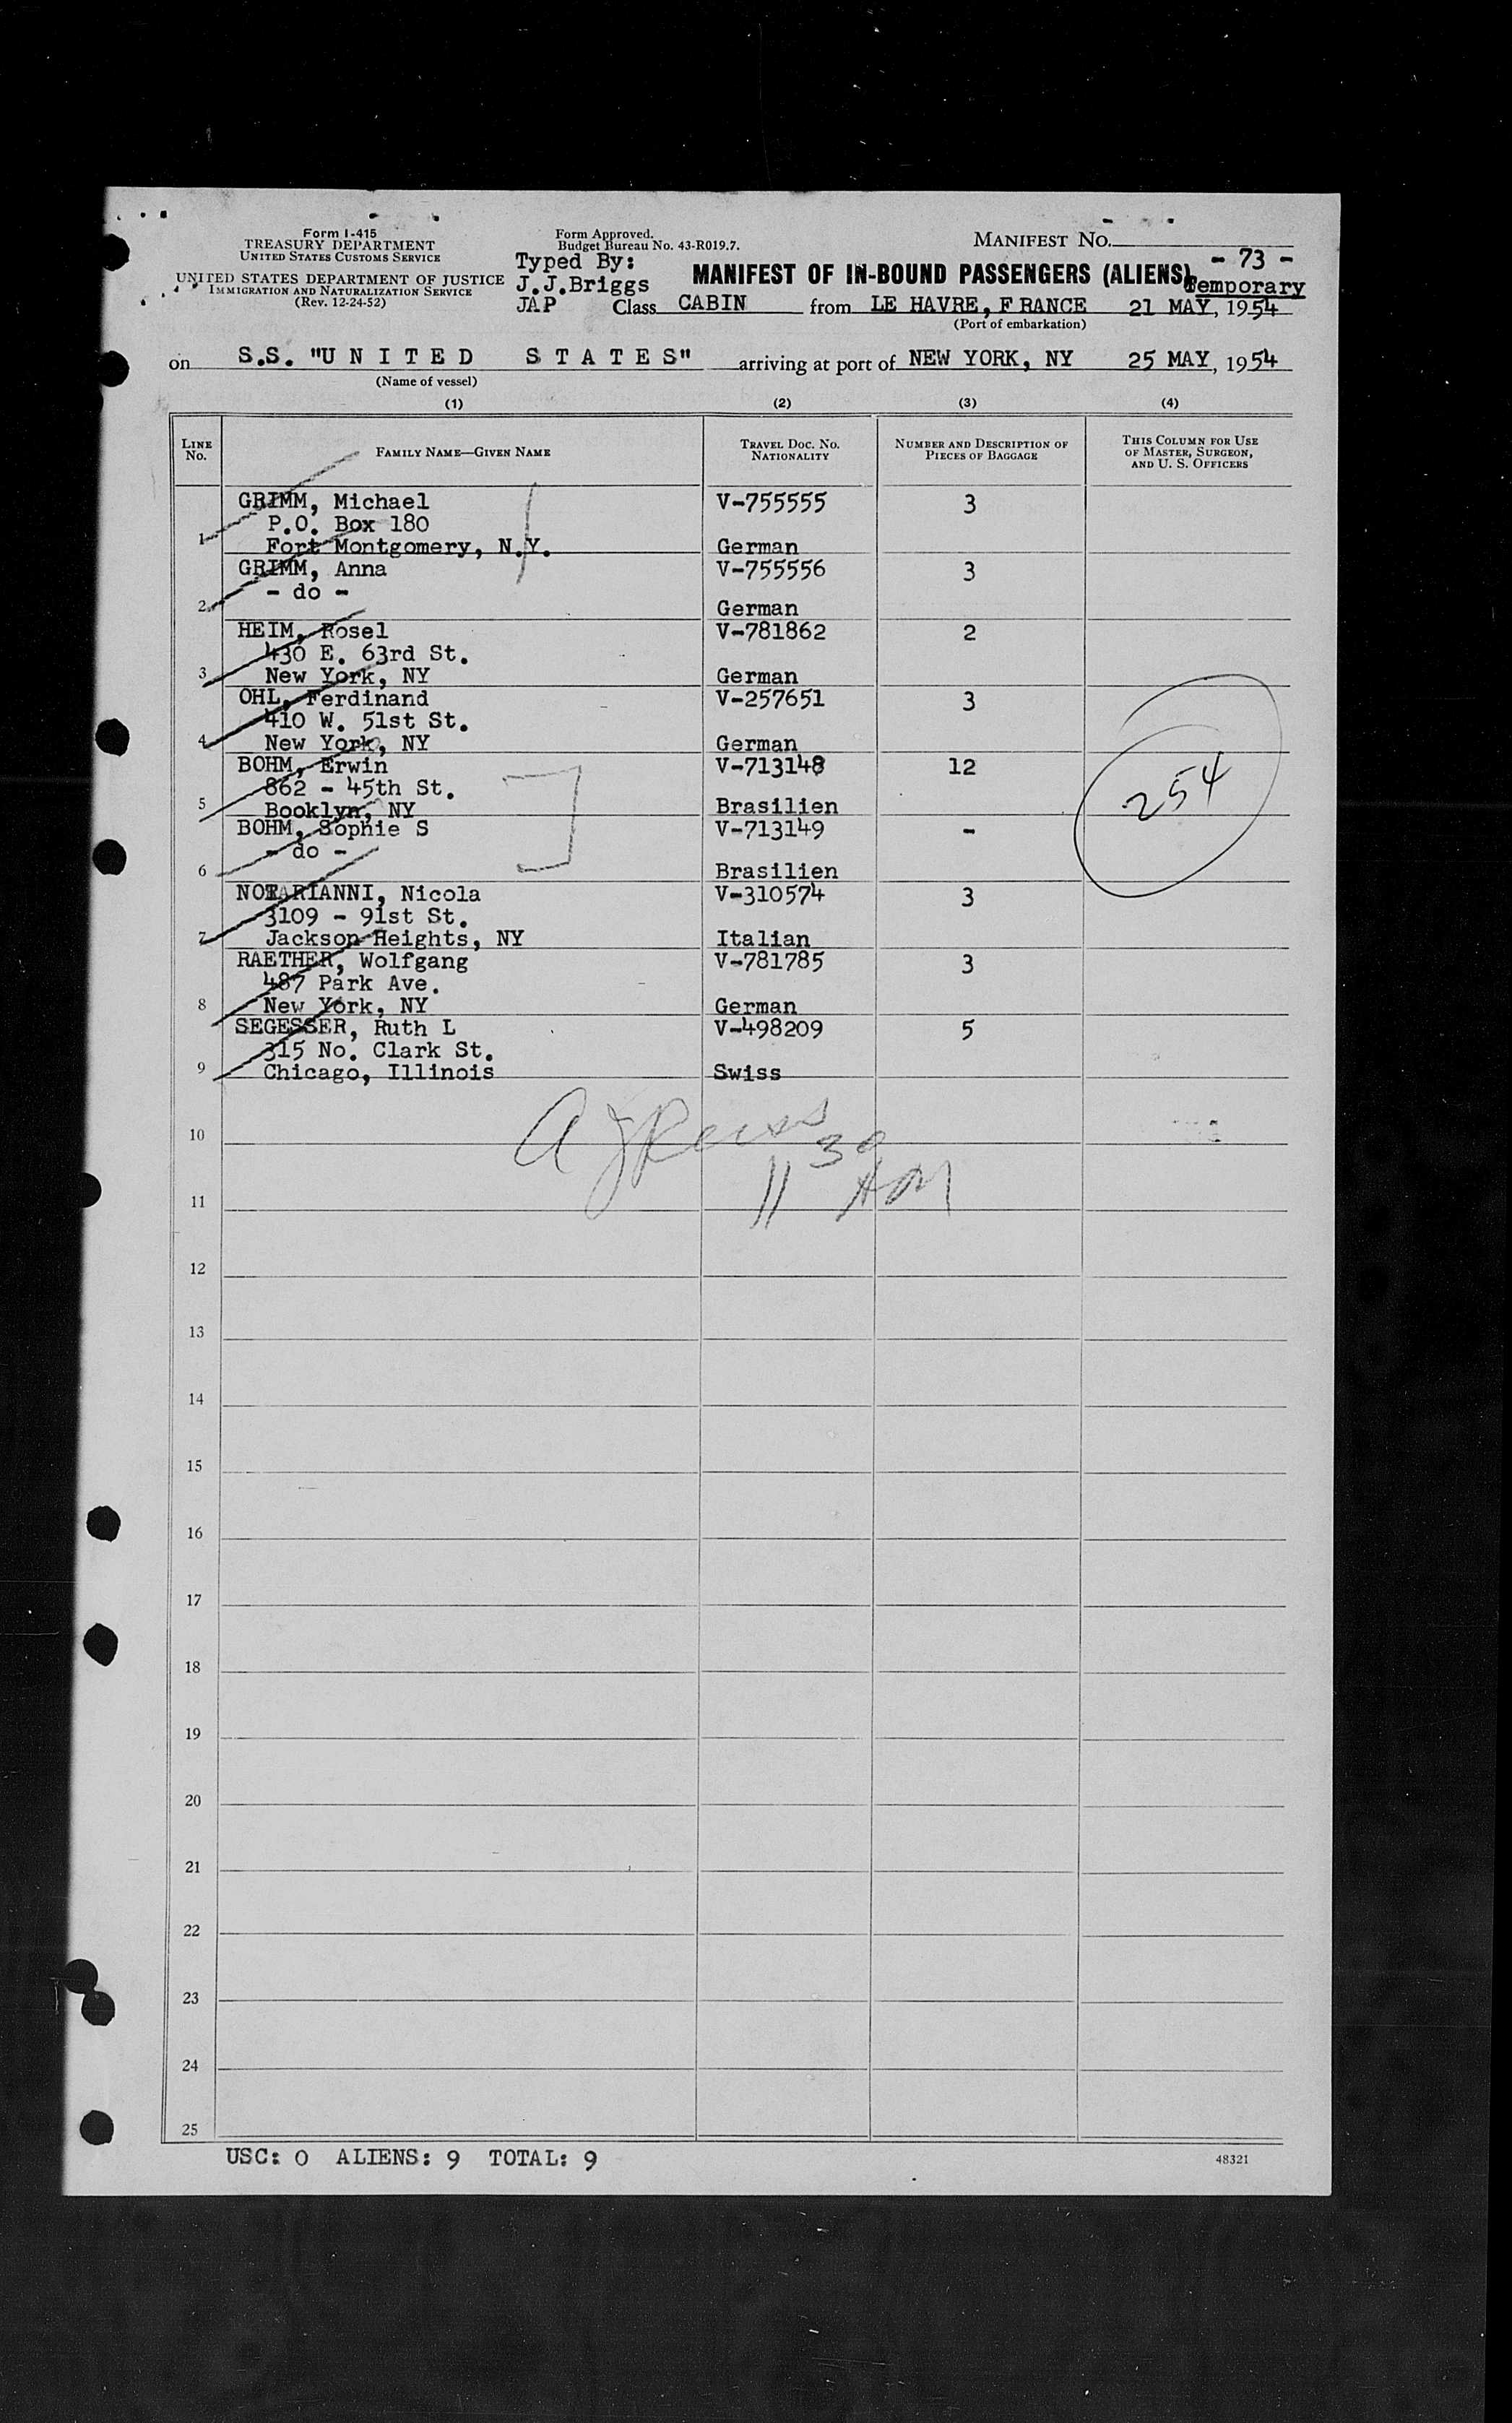 Form I-415
TREASURY DEPARTMENT
UNITED STATES CUSTOMS SERVICE
UNITED STATES DEPARTMENT OF JUSTICE
IMMIGRATION AND NATURALIZATION SERVICE
(Rev. 12-24-52)
Form Approved.
Budget Bureau No. 43-R019.7.
Typed By:
J.J.Briggs
JAP
MANIFEST NO.
- 73 -
MANIFEST OF IN-BOUND PASSENGERS (ALIENS)
Temporary
Class CABIN from LE HAVRE, F RANCE 21 MAY, 1954
(Port of embarkation)
on S.S. "U N I T E D S T A T E S" arriving at port of NEW YORK, NY 25 MAY, 1954
(Name of vessel)
(1) (2) (3) (4)
LINE NO. FAMILY NAME—GIVEN NAME TRAVEL DOC. NO. NATIONALITY NUMBER AND DESCRIPTION OF PIECES OF BAGGAGE THIS COLUMN FOR USE OF MASTER, SURGEON, AND U. S. OFFICERS
GRIMM, Michael V-755555 3
P.O. Box 180
1 Fort Montgomery, N.Y. German
GRIMM, Anna V-755556 3
- do -
2 German
HEIM, Rosel V-781862 2
430 E. 63rd St.
3 New York, NY German
OHL, Ferdinand V-257651 3
410 W. 51st St.
4 New York, NY German
BOHM, Erwin V-713148 12
862 - 45th St.
5 Booklyn, NY Brasilien
254
BOHM, Sophie S V-713149 -
- do -
6 Brasilien
NOTARIANNI, Nicola V-310574 3
3109 - 91st St.
7 Jackson Heights, NY Italian
RAETHER, Wolfgang V-781785 3
487 Park Ave.
8 New York, NY German
SEGESSER, Ruth L V-498209 5
315 No. Clark St.
9 Chicago, Illinois Swiss
10
11 30 AM
11
12
13
14
15
16
17
18
19
20
21
22
23
24
25
USC: 0 ALIENS: 9 TOTAL: 9
48321